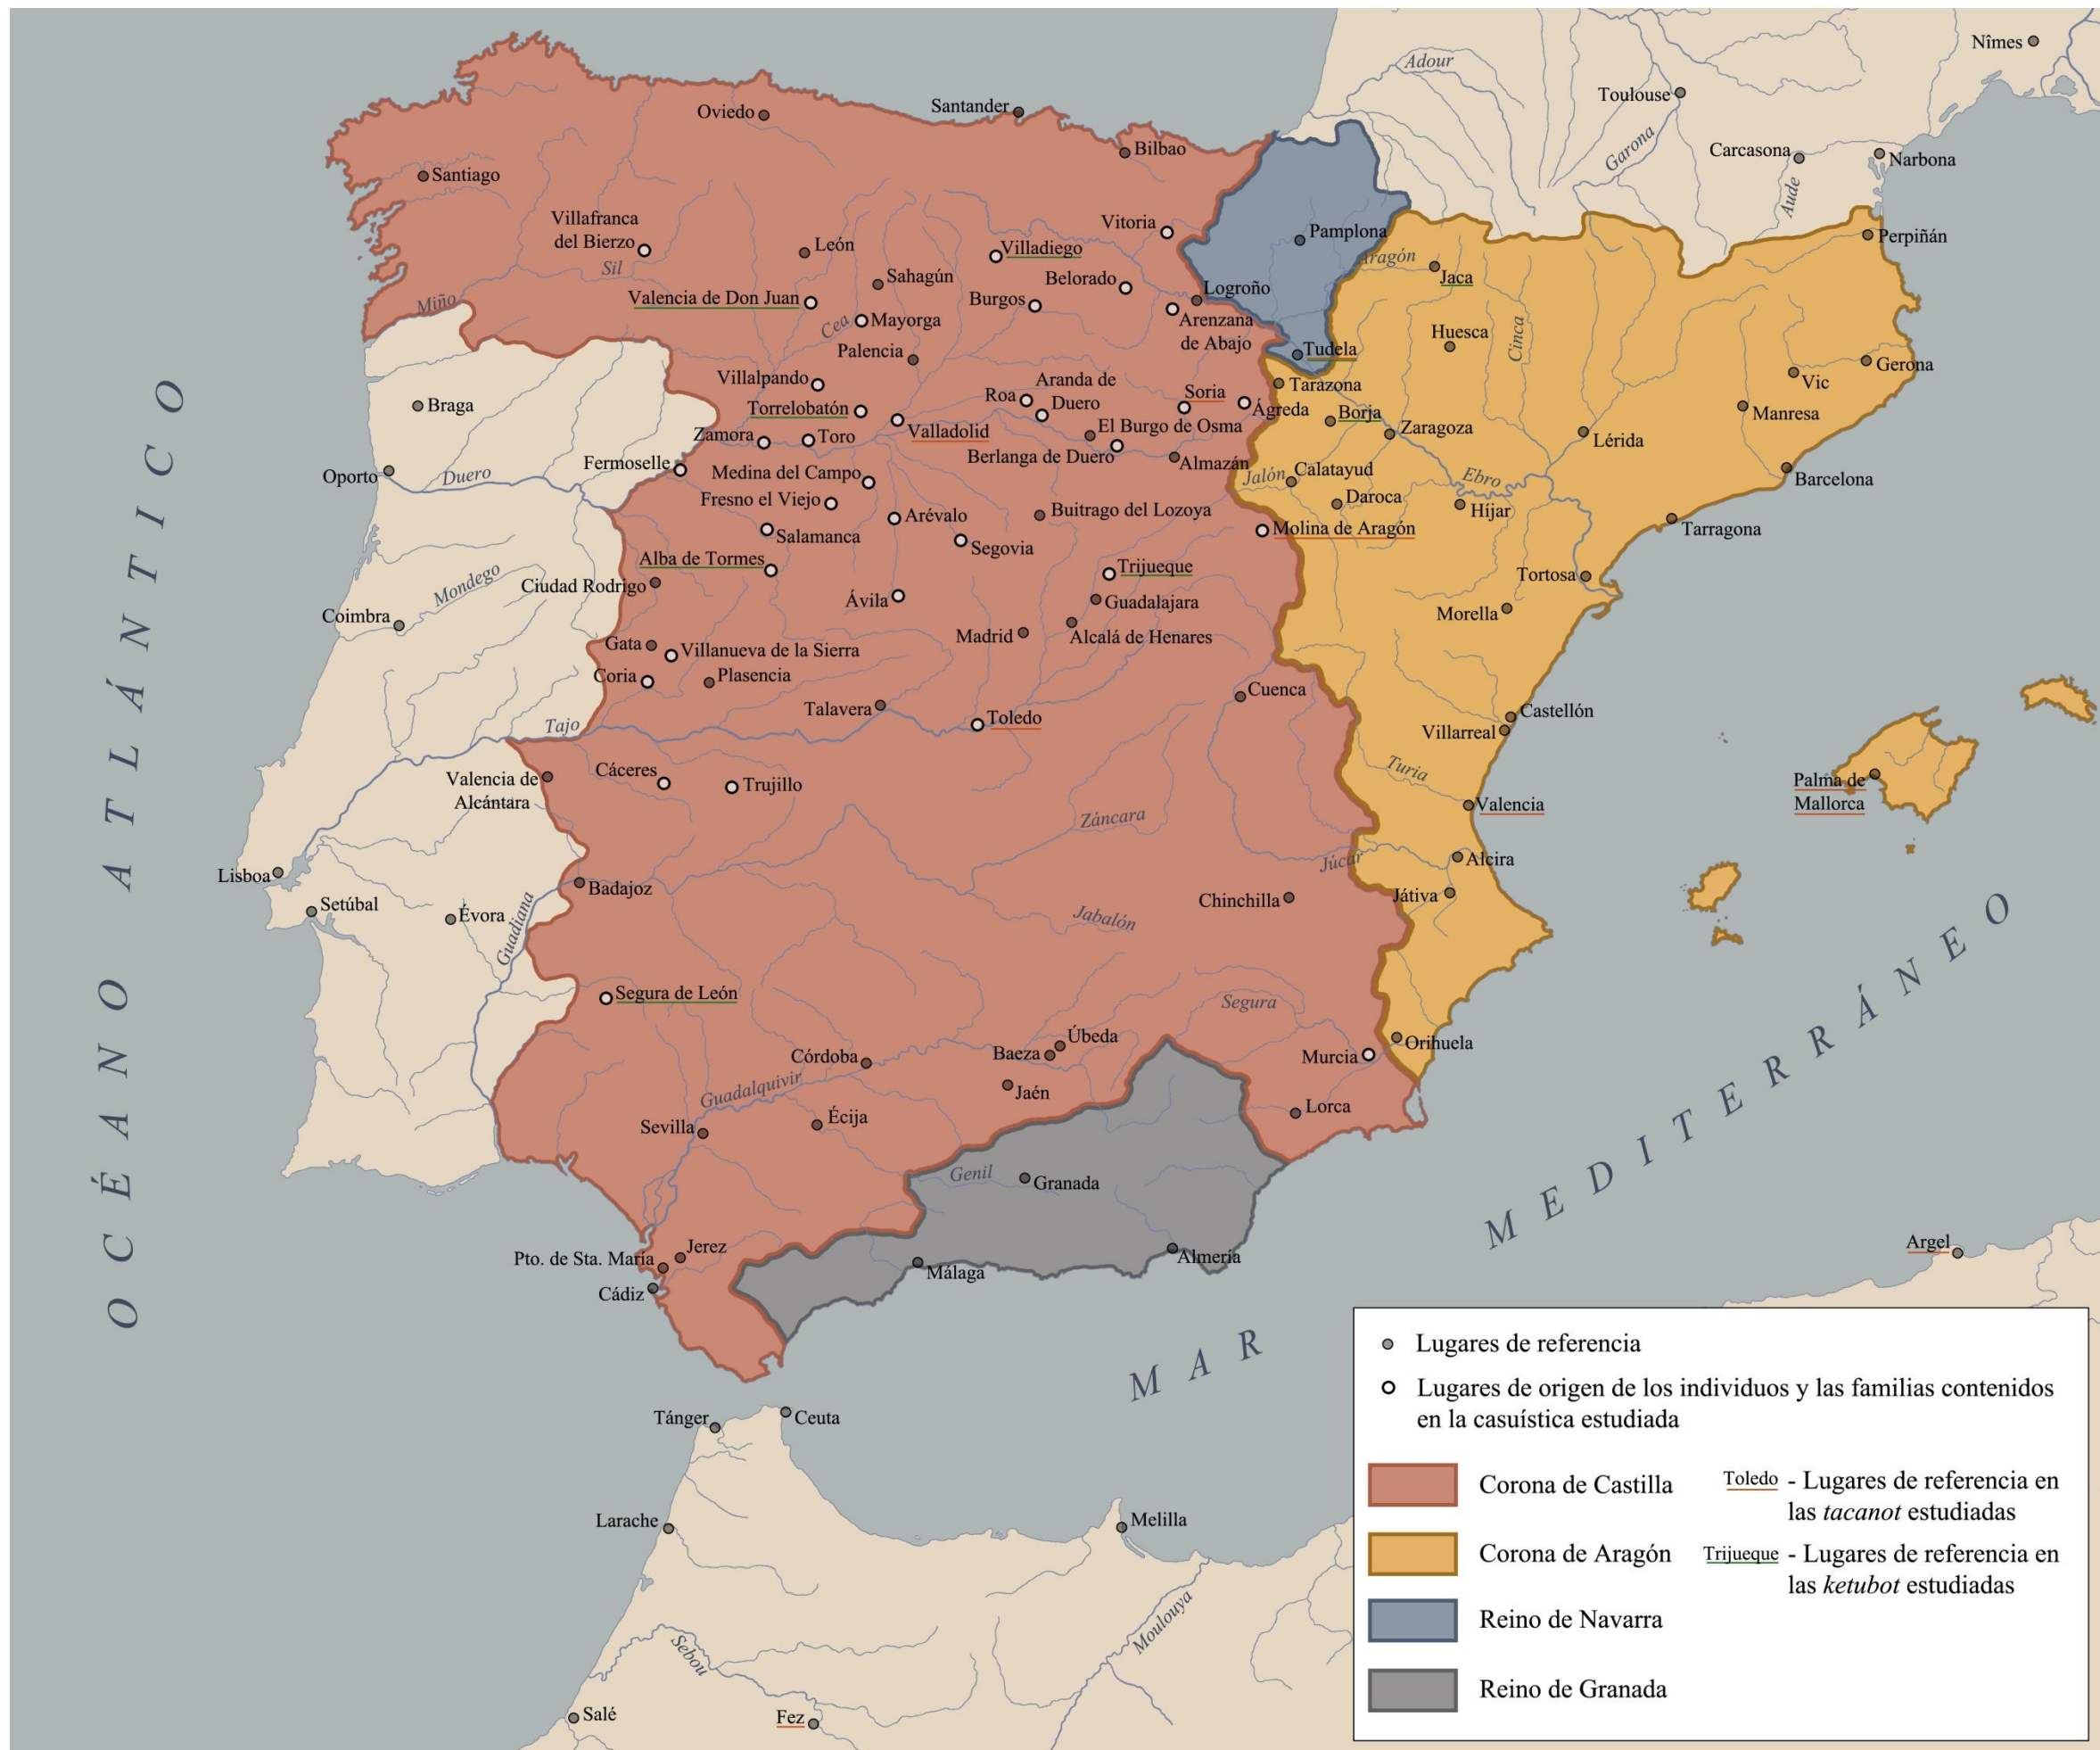 Nîmes
Adour
Toulouse
Garona
Carcasona
Narbona
Aude
Oviedo
Santander
Bilbao
Santiago
Villafranca
del Bierzo
Sil
Miño
León
Sahagún
Villadiego
Vitoria
Belorado
Burgos
Logroño
Arenzana
de Abajo
Pamplona
Aragón
Jaca
Perpiñán
Valencia de Don Juan
Cea
Mayorga
Palencia
Huesca
Cinca
Tudela
Tarazona
Gerona
Vic
Manresa
Villalpando
Torrelobatón
Roa
Aranda de
Duero
Soria
Ágreda
Borja
Zaragoza
Lérida
Braga
Zamora
Toro
Valladolid
El Burgo de Osma
Berlanga de Duero
Almazán
Jalón
Calatayud
Ebro
Barcelona
Oporto
Duero
Fermoselle
Medina del Campo
Fresno el Viejo
Arévalo
Buitrago del Lozoya
Daroca
Híjar
Tarragona
Salamanca
Segovia
Molina de Aragón
Alba de Tormes
Trijueque
Tortosa
Ciudad Rodrigo
Mondego
Ávila
Guadalajara
Morella
Coimbra
Madrid
Alcalá de Henares
Gata
Villanueva de la Sierra
Coria
Plasencia
Cuenca
Talavera
Toledo
Castellón
Villarreal
Tajo
Valencia de
Alcántara
Cáceres
Trujillo
Turia
Valencia
Palma de
Mallorca
Záncara
Júcar
Alcira
Lisboa
Badajoz
Chinchilla
Játiva
Setúbal
Évora
Guadiana
Jabalón
Segura de León
Segura
Úbeda
Baeza
Córdoba
Murcia
Orihuela
Guadalquivir
Jaén
Lorca
Sevilla
Écija
Genil
Granada
Jerez
Pto. de Sta. María
Cádiz
Málaga
Almería
Argel
OCÉANO ATLÁNTICO
MAR MEDITERRÁNEO
Tánger
Ceuta
Larache
Melilla
Moulouya
Sebou
Salé
Fez
Lugares de referencia
Lugares de origen de los individuos y las familias contenidos
en la casuística estudiada
Corona de Castilla
Corona de Aragón
Reino de Navarra
Reino de Granada
Toledo - Lugares de referencia en
las tacanot estudiadas
Trijueque - Lugares de referencia en
las ketubot estudiadas